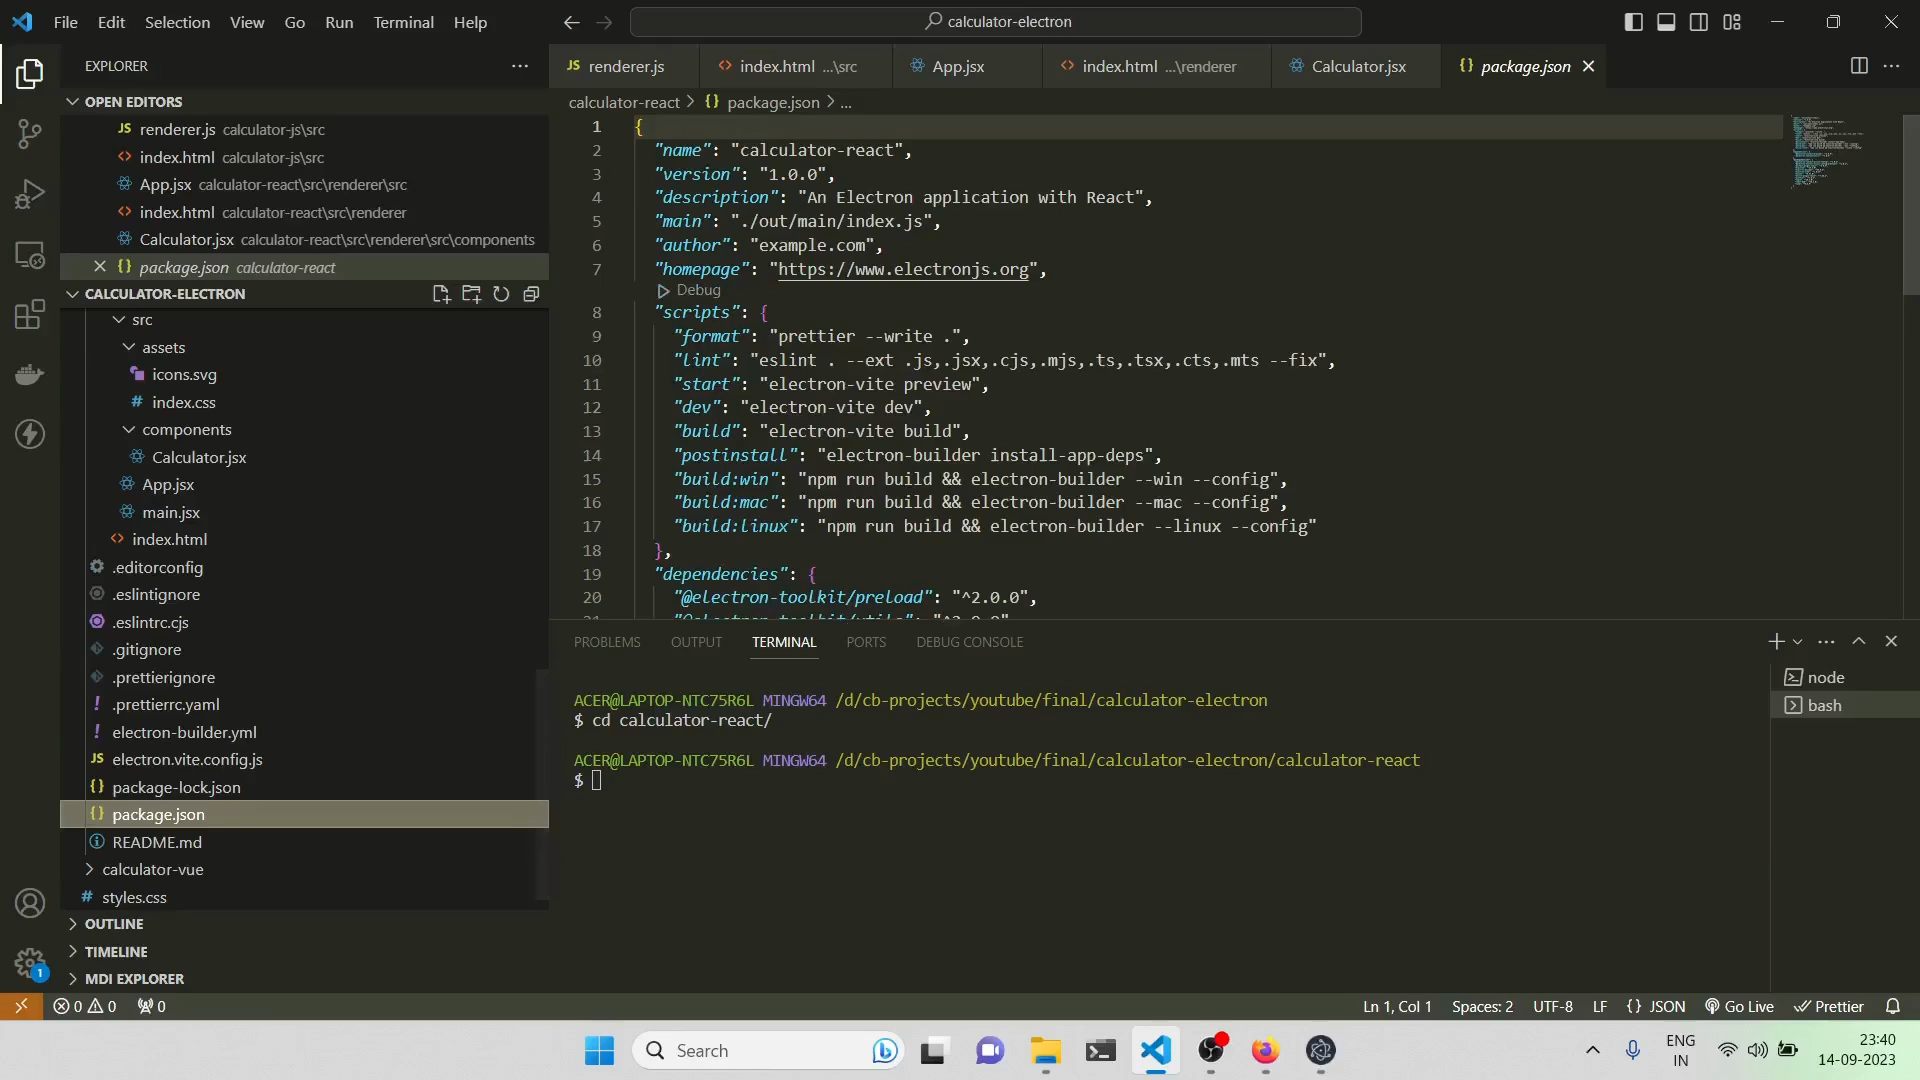 File Edit Selection View Go Run Terminal Help
calculator-electron
EXPLORER
OPEN EDITORS
renderer.js calculator-js\src
index.html calculator-js\src
App.jsx calculator-react\src\renderer\src
index.html calculator-react\src\renderer
Calculator.jsx calculator-react\src\renderer\src\components
package.json calculator-react
CALCULATOR-ELECTRON
src
assets
icons.svg
index.css
components
Calculator.jsx
App.jsx
main.jsx
index.html
.editorconfig
.eslintignore
.eslintrc.cjs
.gitignore
.prettierignore
.prettierrc.yaml
electron-builder.yml
electron.vite.config.js
package-lock.json
package.json
README.md
calculator-vue
styles.css
OUTLINE
TIMELINE
MDI EXPLORER
renderer.js index.html ...\src App.jsx index.html ...\renderer Calculator.jsx package.json
calculator-react > {} package.json > ...
1 {
2 "name": "calculator-react",
3 "version": "1.0.0",
4 "description": "An Electron application with React",
5 "main": "./out/main/index.js",
6 "author": "example.com",
7 "homepage": "https://www.electronjs.org",
Debug
8 "scripts": {
9 "format": "prettier --write .",
10 "lint": "eslint . --ext .js,.jsx,.cjs,.mjs,.ts,.tsx,.cts,.mts --fix",
11 "start": "electron-vite preview",
12 "dev": "electron-vite dev",
13 "build": "electron-vite build",
14 "postinstall": "electron-builder install-app-deps",
15 "build:win": "npm run build && electron-builder --win --config",
16 "build:mac": "npm run build && electron-builder --mac --config",
17 "build:linux": "npm run build && electron-builder --linux --config"
18 },
19 "dependencies": {
20 "@electron-toolkit/preload": "^2.0.0",
PROBLEMS OUTPUT TERMINAL PORTS DEBUG CONSOLE
ACER@LAPTOP-NTC75R6L MINGW64 /d/cb-projects/youtube/final/calculator-electron
$ cd calculator-react/
ACER@LAPTOP-NTC75R6L MINGW64 /d/cb-projects/youtube/final/calculator-electron/calculator-react
$
node
bash
0 0 0
Ln 1, Col 1 Spaces: 2 UTF-8 LF {} JSON Go Live Prettier
Search
ENG
IN
23:40
14-09-2023